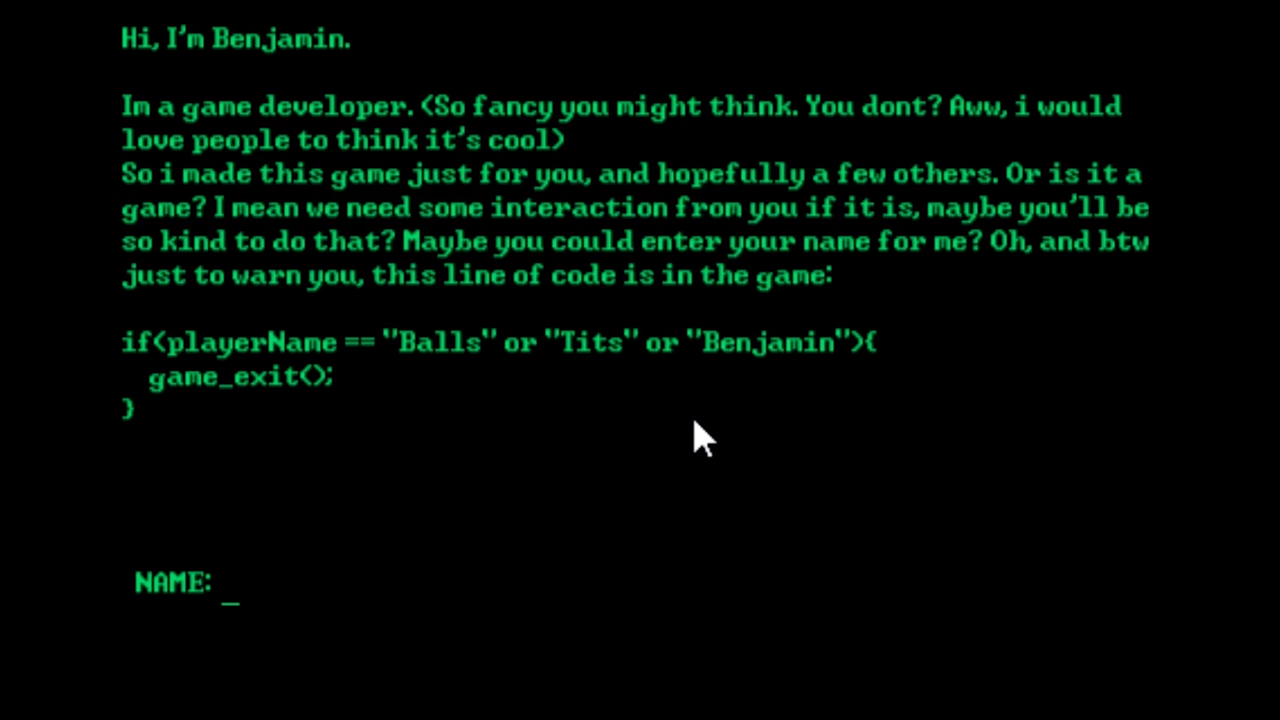 Hi, I'm Benjamin.
Im a game developer. (So fancy you might think. You dont? Aww, i would
love people to think it's cool)
So i made this game just for you, and hopefully a few others. Or is it a
game? I mean we need some interaction from you if it is, maybe you'll be
so kind to do that? Maybe you could enter your name for me? Oh, and btw
just to warn you, this line of code is in the game:
if(playerName == "Balls" or "Tits" or "Benjamin"){
game_exit();
}
NAME: _